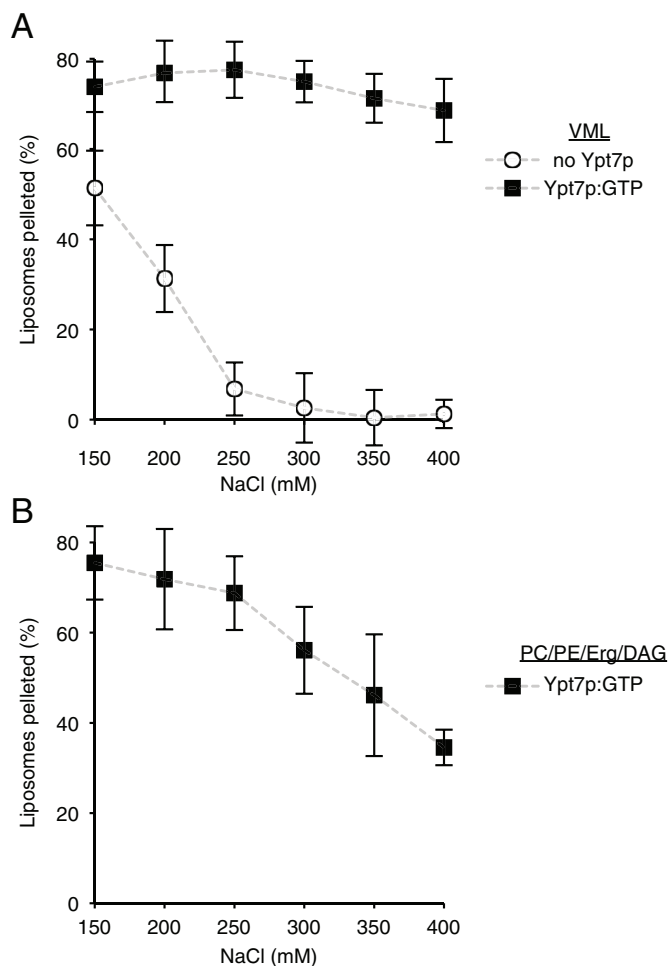 A
80
60
40
20
0
Liposomes pelleted (%)
150 200 250 300 350 400
NaCl (mM)
VML
no Ypt7p
Ypt7p:GTP
B
80
60
40
20
0
Liposomes pelleted (%)
150 200 250 300 350 400
NaCl (mM)
PC/PE/Erg/DAG
Ypt7p:GTP